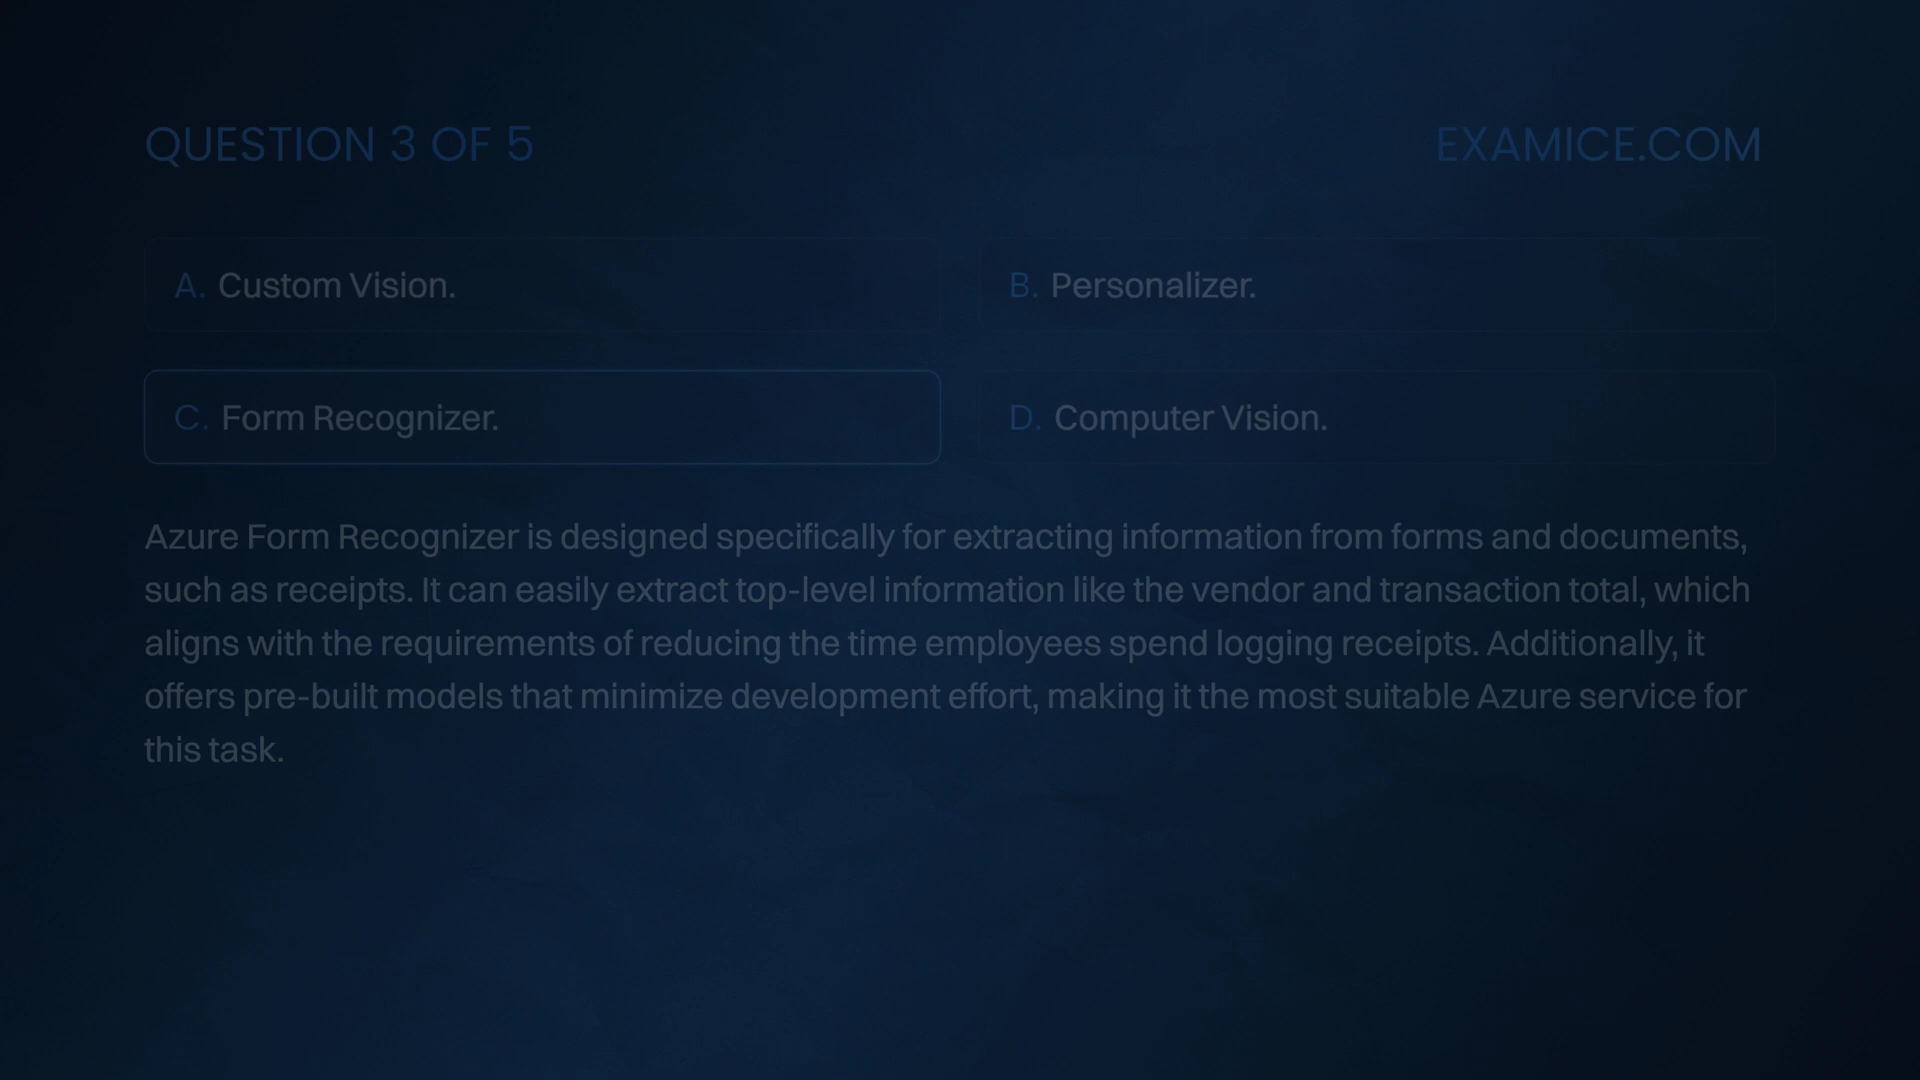 QUESTION 3 OF 5
EXAMICE.COM
A. Custom Vision.
B. Personalizer.
C. Form Recognizer.
D. Computer Vision.
Azure Form Recognizer is designed specifically for extracting information from forms and documents,
such as receipts. It can easily extract top-level information like the vendor and transaction total, which
aligns with the requirements of reducing the time employees spend logging receipts. Additionally, it
offers pre-built models that minimize development effort, making it the most suitable Azure service for
this task.